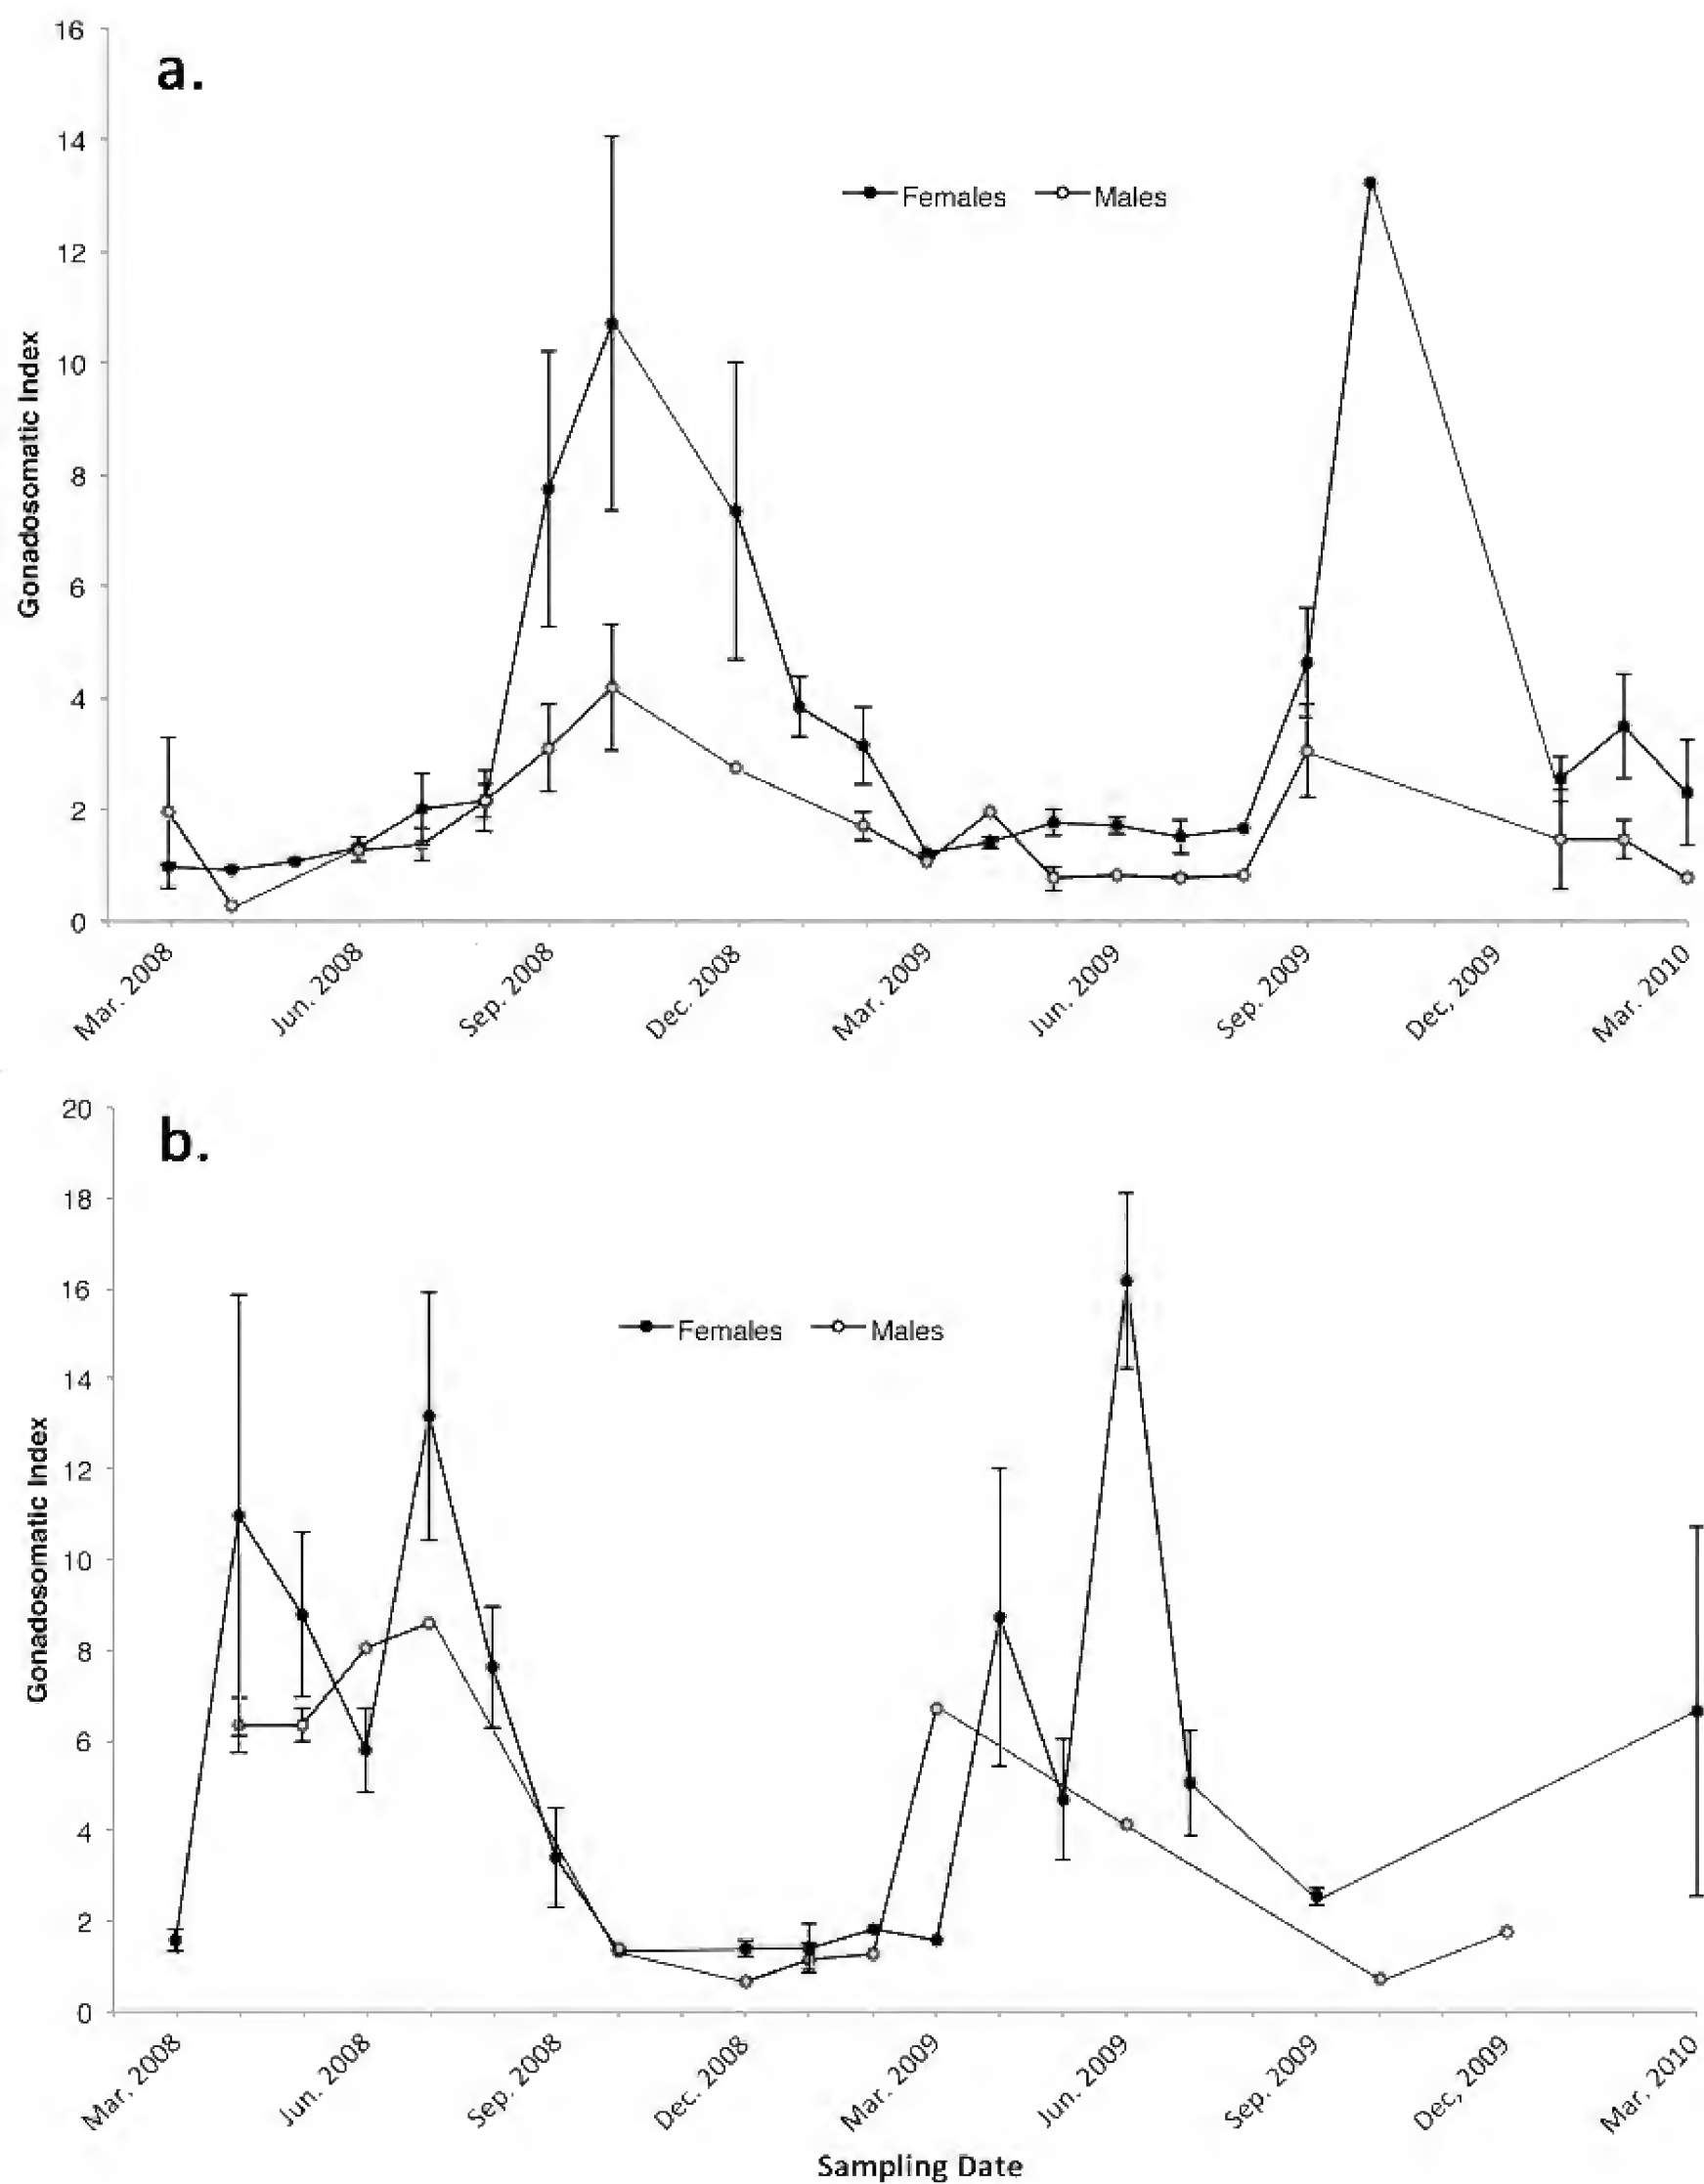 a.
16
14
12
10
8
6
4
2
0
Gonadosomatic Index
Females Males
Mar. 2008 Jun. 2008 Sep. 2008 Dec. 2008 Mar. 2009 Jun. 2009 Sep. 2009 Dec, 2009 Mar. 2010
b.
20
18
16
14
12
10
8
6
4
2
0
Gonadosomatic Index
Females Males
Mar. 2008 Jun. 2008 Sep. 2008 Dec. 2008 Mar. 2009 Jun. 2009 Sep. 2009 Dec, 2009 Mar. 2010
Sampling Date